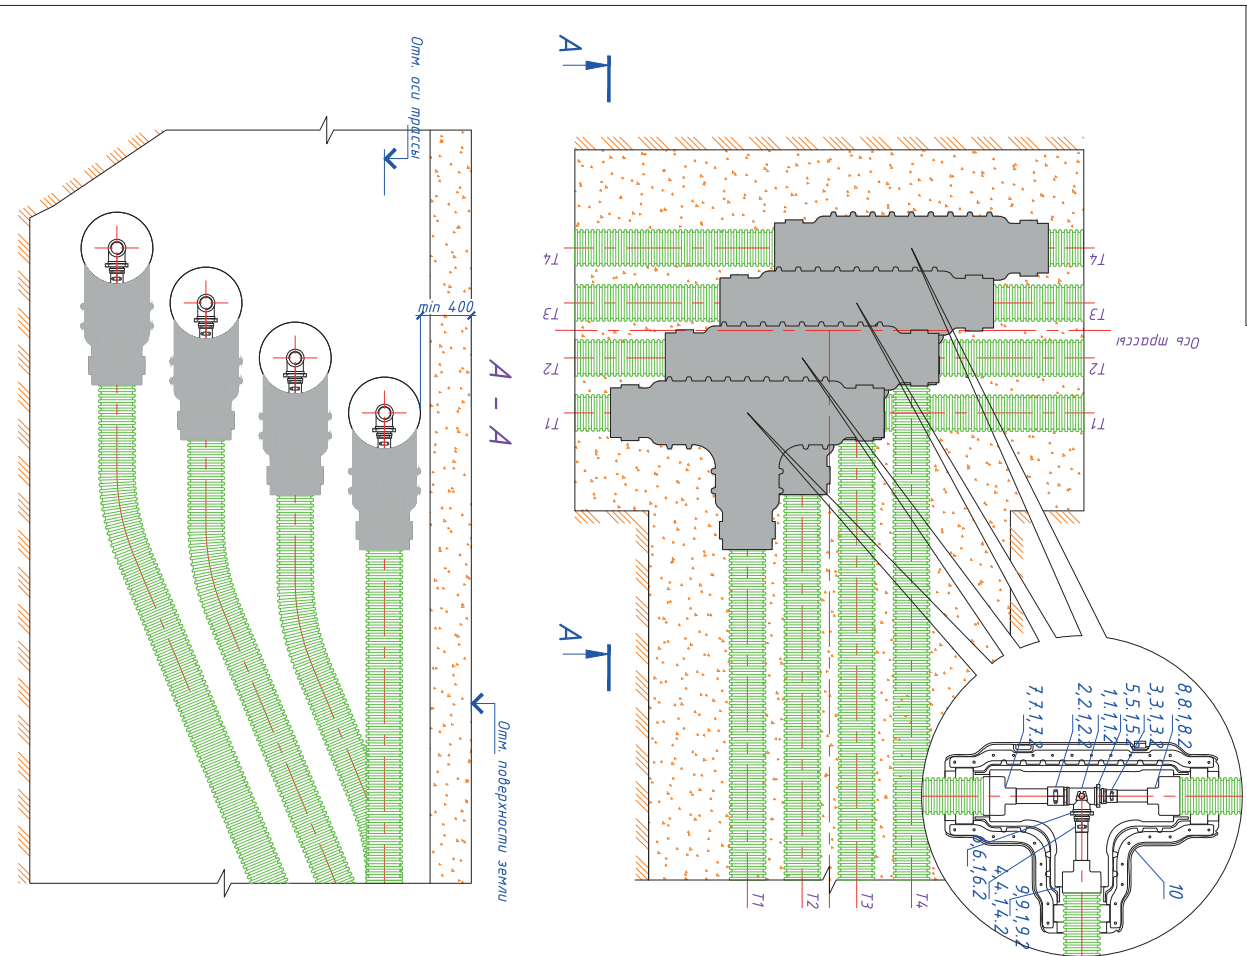 Отм. оси трассы
min 400
А - А
Отм. поверхности земли
А
А
Т4
Т3
Т2
Т1
Т4
Т3
Т2
Т1
Ось трассы
Т1
Т2
Т3
Т4
8,8.1,8.2
3,3.1,3.2
5,5.1,5.2
1,1.1,1.2
2,2.1,2.2
7,7.1,7.2
6,6.1,6.2
4,4.1,4.2
9,9.1,9.2
10